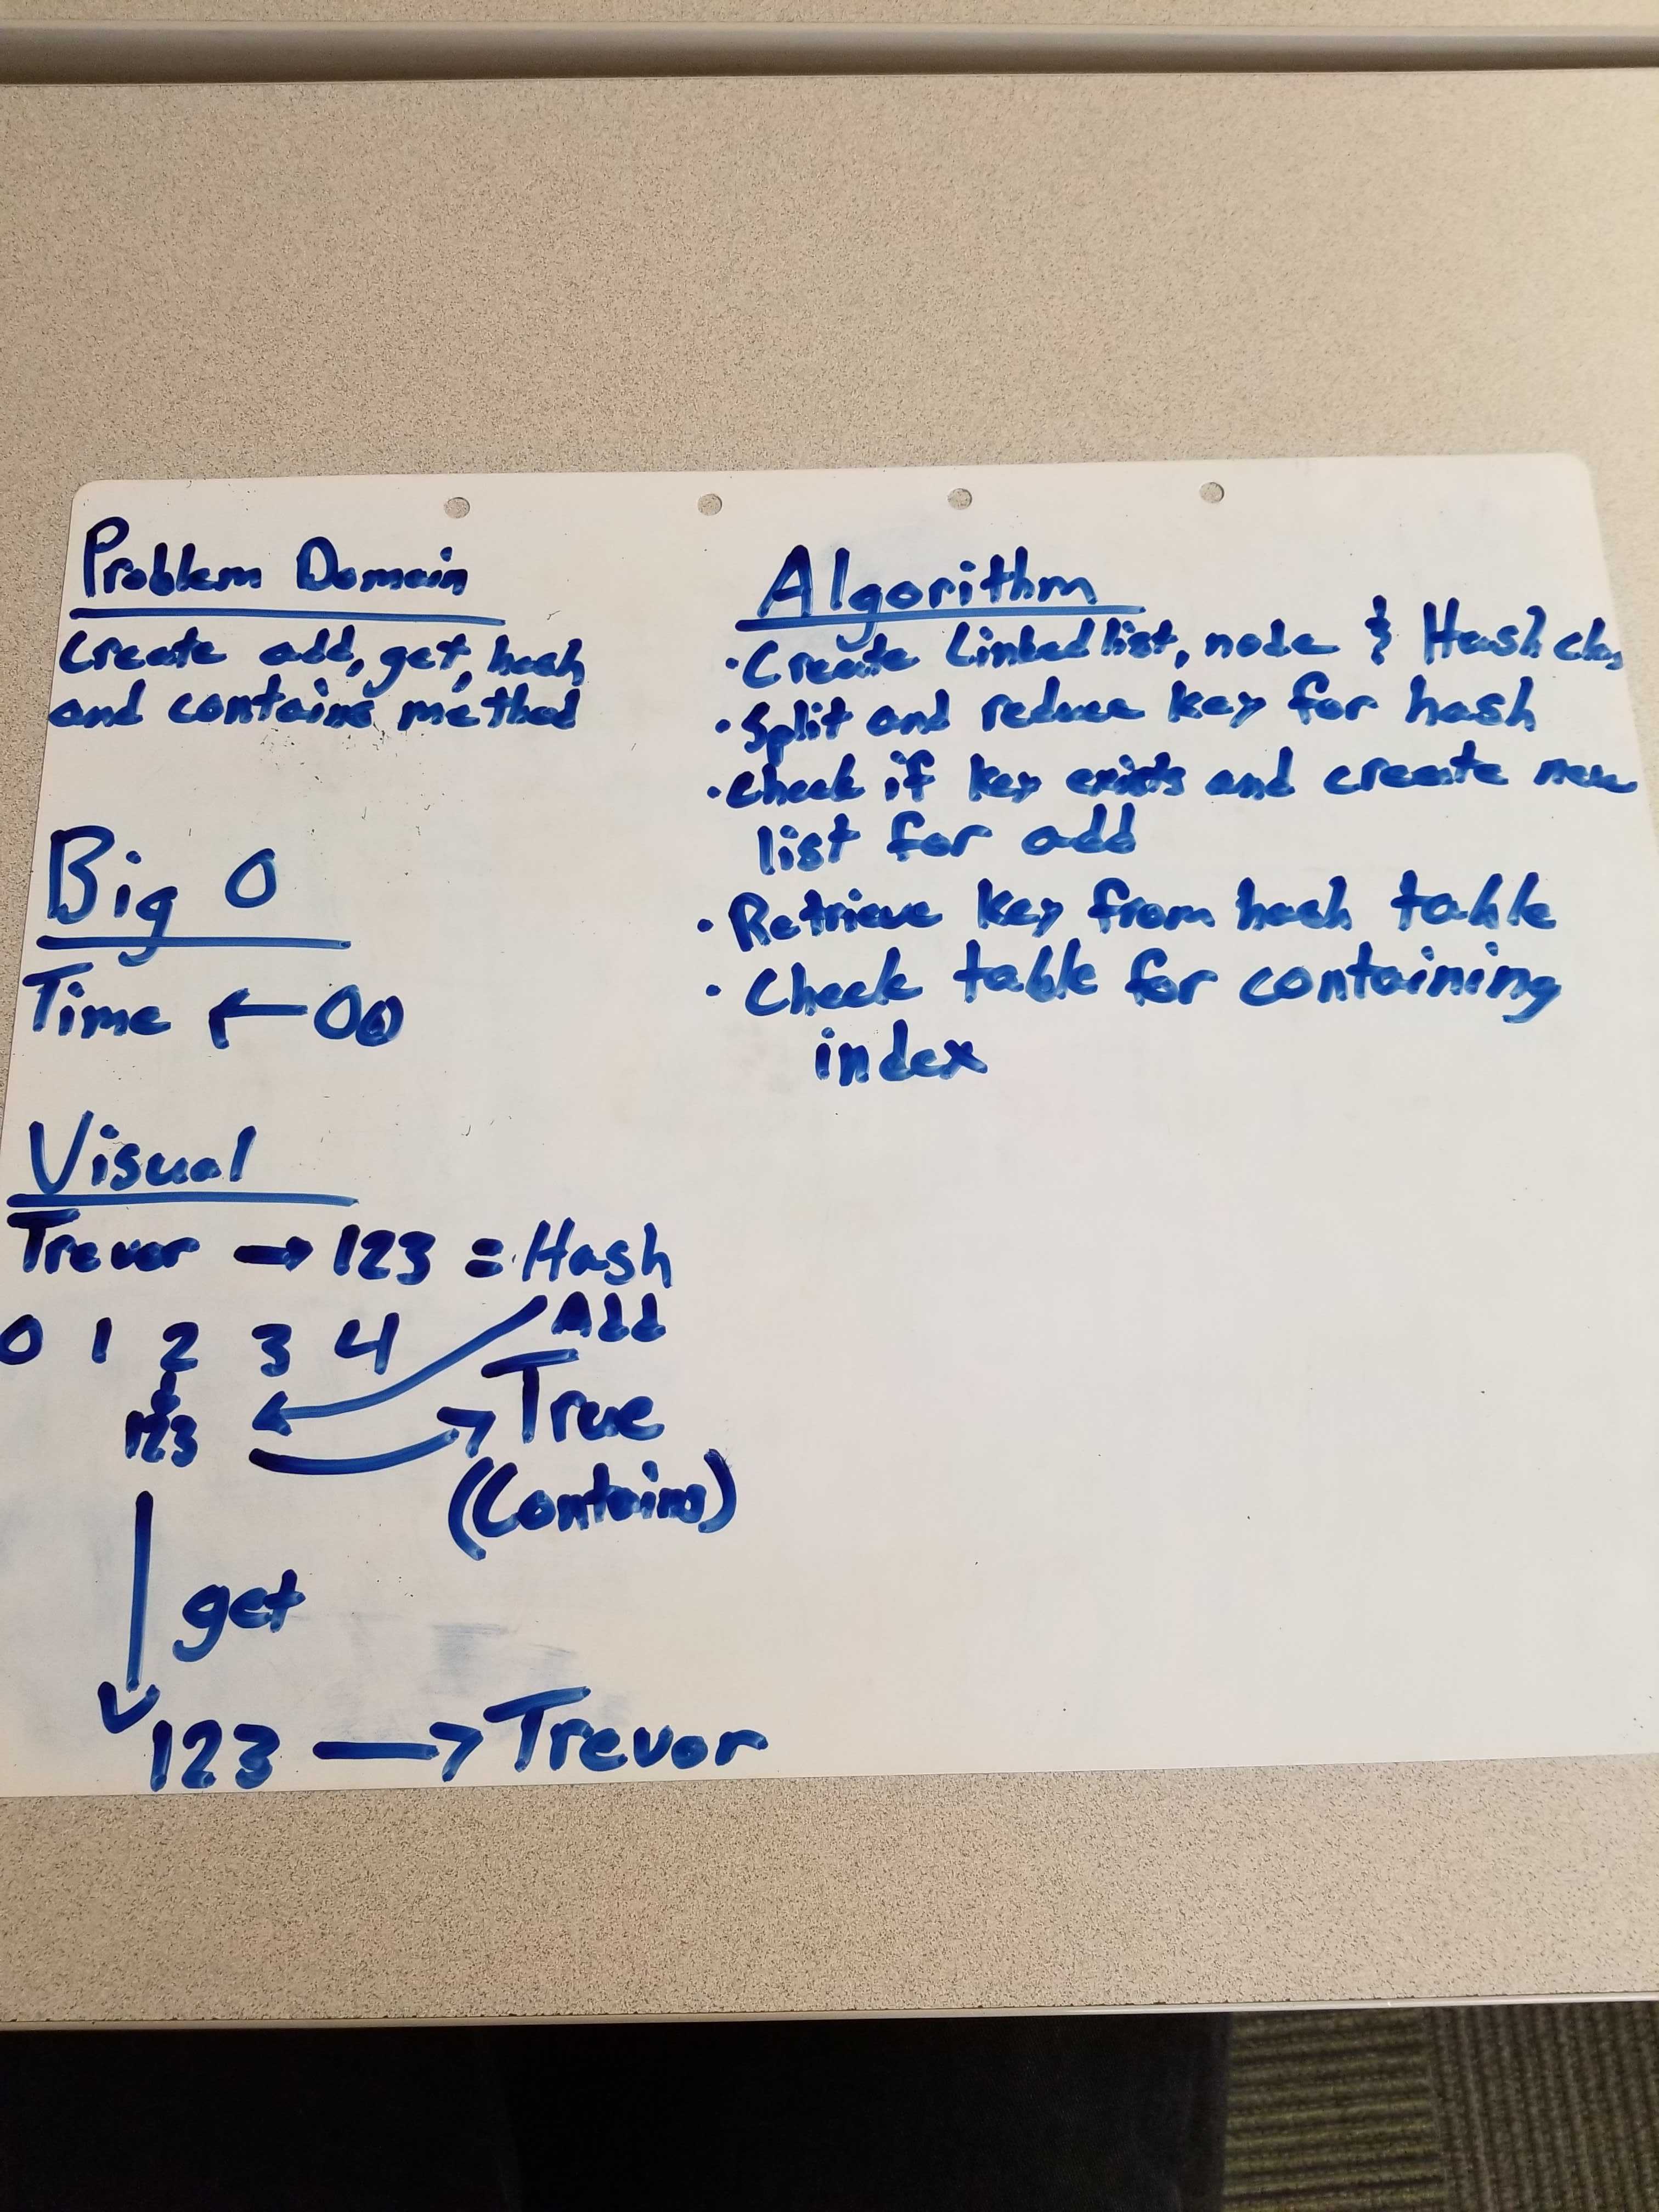 Problem Domain
Create add, get, hash
and contains method
Big O
Time ← O(1)
Visual
Trevor → 123 = Hash
Add
0 1 2 3 4
123
True
(Contains)
get
123 → Trevor
Algorithm
• Create Linked list, node & Hash
• Split and reduce key for hash
• Check if key exists and create new
list for add
• Retrieve key from hash table
• Check table for containing
index